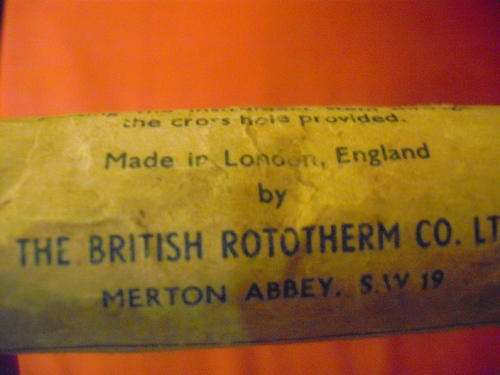 the cross hole provided.
Made in London, England
by
THE BRITISH ROTOTHERM CO. LT
MERTON ABBEY. S.W 19